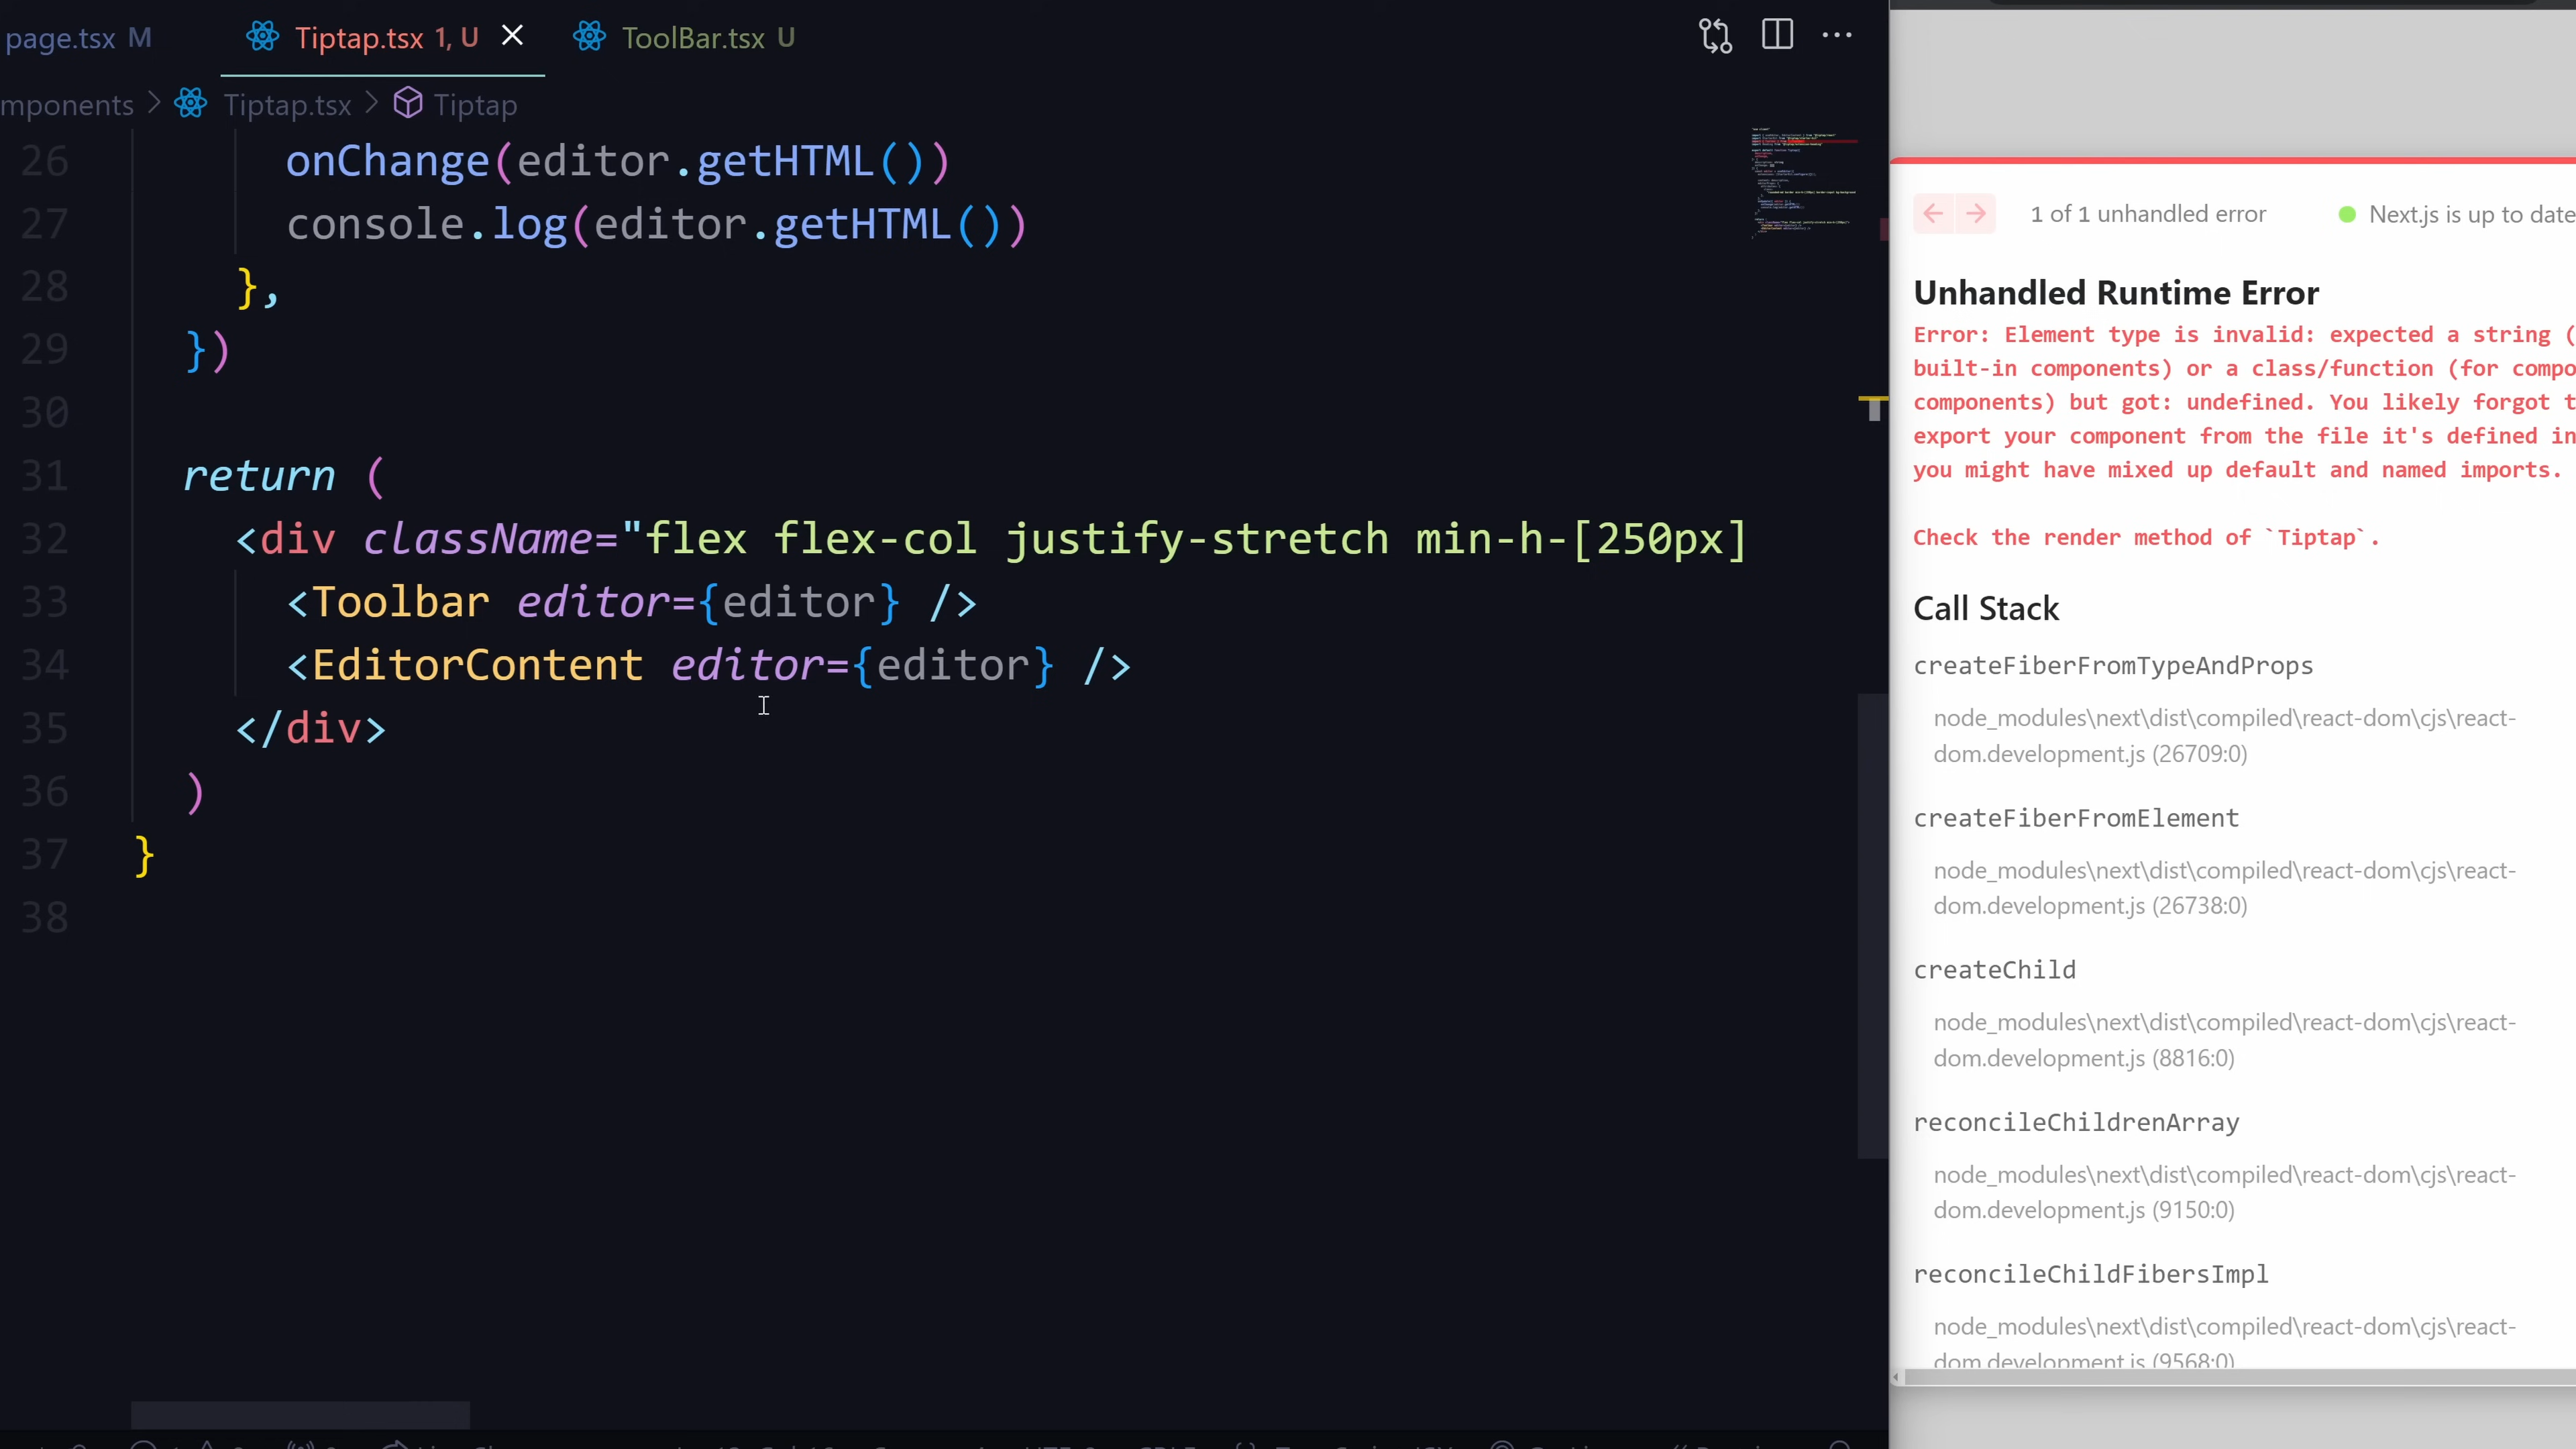 page.tsx M
Tiptap.tsx 1, U
ToolBar.tsx U
mponents > Tiptap.tsx > Tiptap
26 onChange(editor.getHTML())
27 console.log(editor.getHTML())
28 },
29 })
30
31 return (
32 <div className="flex flex-col justify-stretch min-h-[250px]
33 <Toolbar editor={editor} />
34 <EditorContent editor={editor} />
35 </div>
36 )
37 }
38
1 of 1 unhandled error
Next.js is up to date
Unhandled Runtime Error
Error: Element type is invalid: expected a string (
built-in components) or a class/function (for compo
components) but got: undefined. You likely forgot t
export your component from the file it's defined in
you might have mixed up default and named imports.
Check the render method of `Tiptap`.
Call Stack
createFiberFromTypeAndProps
node_modules\next\dist\compiled\react-dom\cjs\react-
dom.development.js (26709:0)
createFiberFromElement
node_modules\next\dist\compiled\react-dom\cjs\react-
dom.development.js (26738:0)
createChild
node_modules\next\dist\compiled\react-dom\cjs\react-
dom.development.js (8816:0)
reconcileChildrenArray
node_modules\next\dist\compiled\react-dom\cjs\react-
dom.development.js (9150:0)
reconcileChildFibersImpl
node_modules\next\dist\compiled\react-dom\cjs\react-
dom.development.js (9568:0)